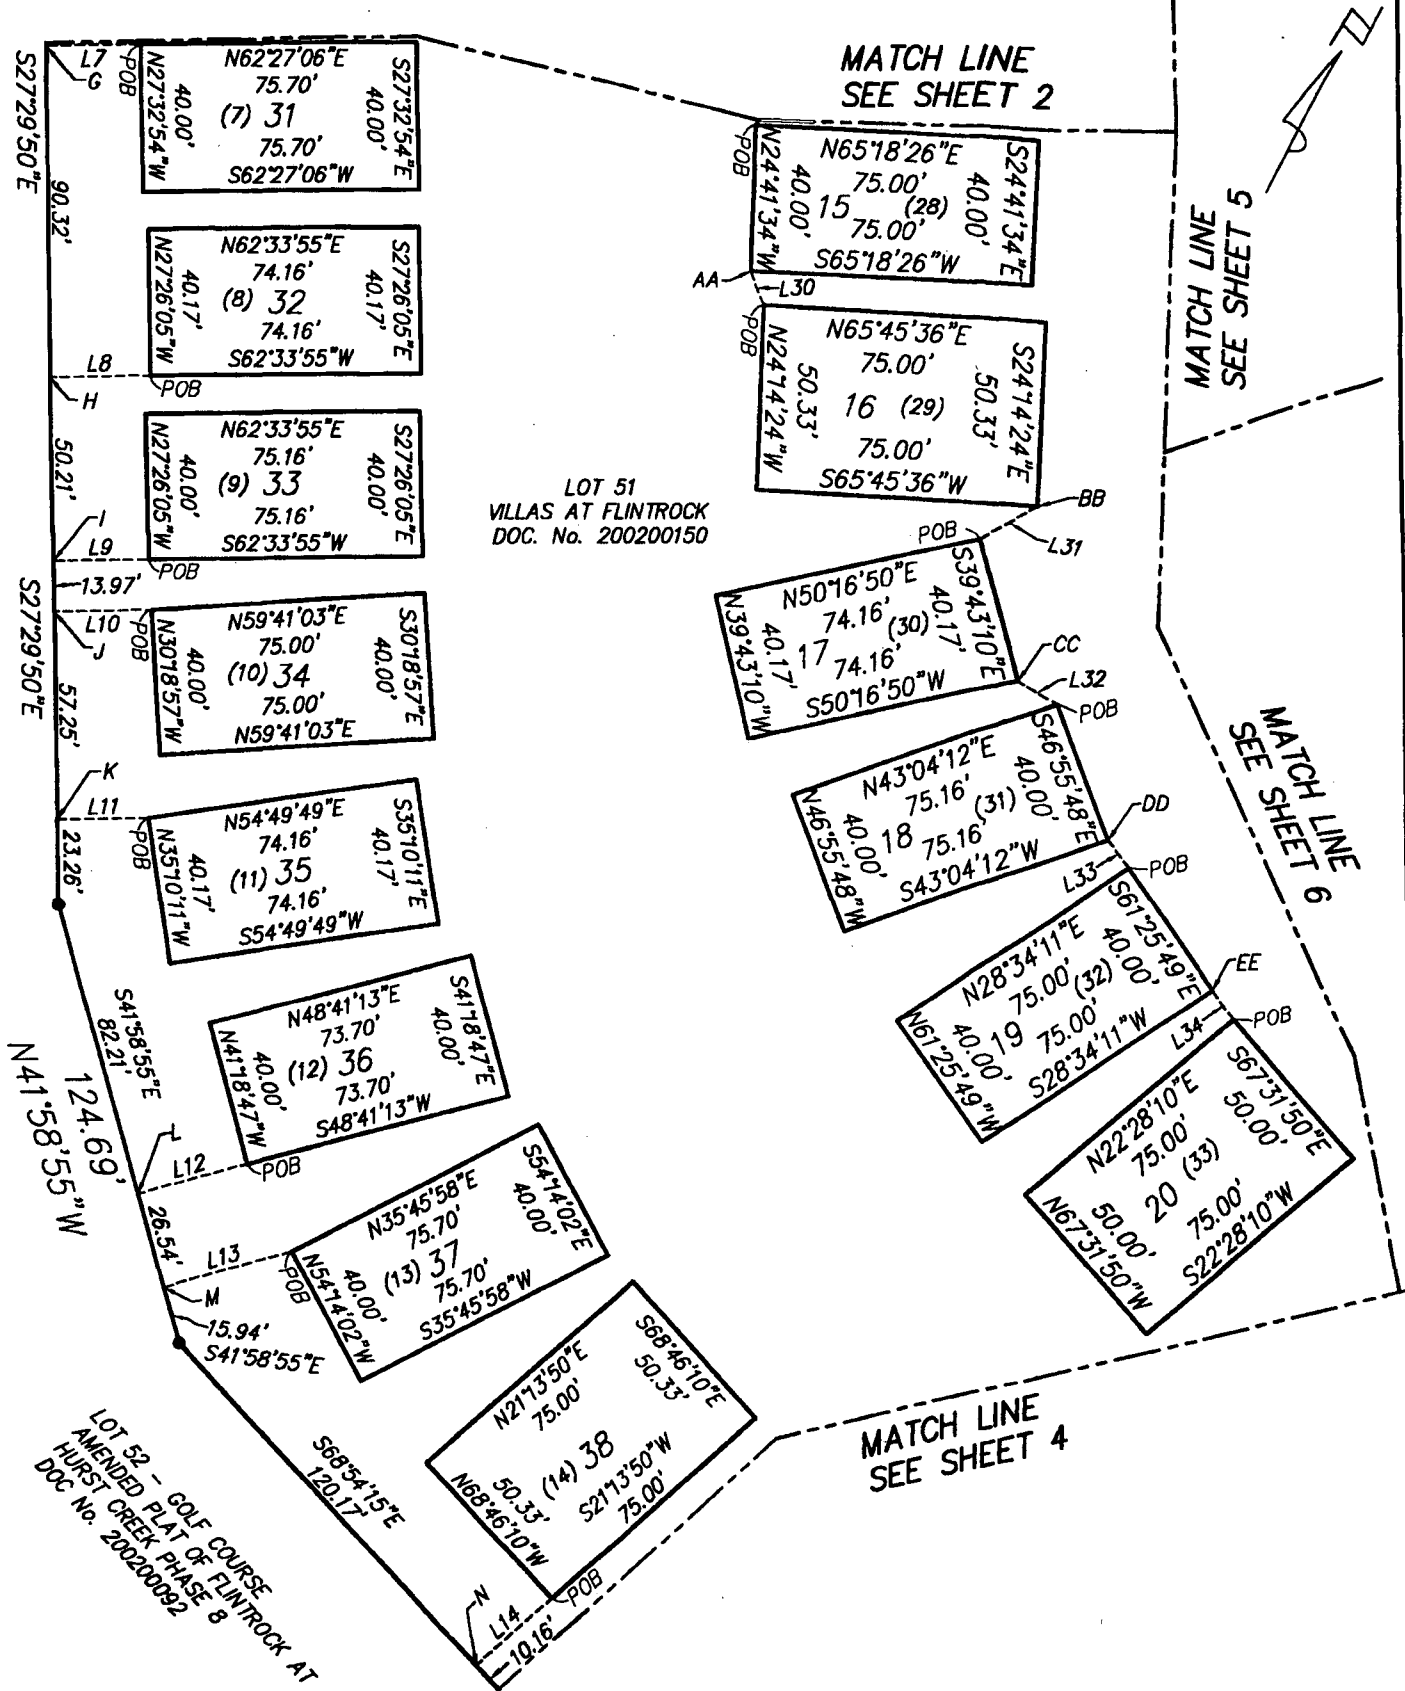 L7
G
POB
S27°29'50"E
90.32'
N62°27'06"E
75.70'
N27°32'54"W
40.00'
(7) 31
S27°32'54"E
40.00'
75.70'
S62°27'06"W
N62°33'55"E
74.16'
N27°26'05"W
40.17'
(8) 32
S27°26'05"E
40.17'
74.16'
S62°33'55"W
L8
POB
H
50.21'
N62°33'55"E
75.16'
N27°26'05"W
40.00'
(9) 33
S27°26'05"E
40.00'
75.16'
S62°33'55"W
I
L9
POB
13.97'
S27°29'50"E
L10
J
POB
57.25'
N59°41'03"E
75.00'
N30°18'57"W
40.00'
(10) 34
S30°18'57"E
40.00'
75.00'
N59°41'03"E
K
L11
POB
23.26'
N54°49'49"E
74.16'
N35°10'11"W
40.17'
(11) 35
S35°10'11"E
40.17'
74.16'
S54°49'49"W
S41°58'55"E
82.21'
124.69'
N41°58'55"W
N48°41'13"E
73.70'
N41°18'47"W
40.00'
(12) 36
S41°18'47"E
40.00'
73.70'
S48°41'13"W
L
L12
POB
26.54'
L13
POB
M
15.94'
S41°58'55"E
N35°45'58"E
75.70'
N54°14'02"W
40.00'
(13) 37
S54°14'02"E
40.00'
75.70'
S35°45'58"W
N21°13'50"E
75.00'
N68°46'10"W
50.33'
(14) 38
S68°46'10"E
50.33'
S21°13'50"W
75.00'
S68°54'15"E
120.17'
N
L14
POB
10.16'
LOT 52 - GOLF COURSE
AMENDED PLAT OF FLINTROCK AT
HURST CREEK PHASE 8
DOC No. 200200092
LOT 51
VILLAS AT FLINTROCK
DOC. No. 200200150
MATCH LINE
SEE SHEET 2
N
MATCH LINE
SEE SHEET 5
POB
N65°18'26"E
75.00'
N24°41'34"W
40.00'
15 (28)
S24°41'34"E
40.00'
75.00'
S65°18'26"W
AA
L30
POB
N65°45'36"E
75.00'
N24°14'24"W
50.33'
16 (29)
S24°14'24"E
50.33'
75.00'
S65°45'36"W
BB
L31
POB
N50°16'50"E
74.16'
N39°43'10"W
40.17'
17 (30)
S39°43'10"E
40.17'
74.16'
S50°16'50"W
CC
L32
POB
N43°04'12"E
75.16'
N46°55'48"W
40.00'
18 (31)
S46°55'48"E
40.00'
75.16'
S43°04'12"W
DD
L33
POB
N28°34'11"E
75.00'
N61°25'49"W
40.00'
19 (32)
S61°25'49"E
40.00'
75.00'
S28°34'11"W
EE
L34
POB
N22°28'10"E
75.00'
N67°31'50"W
50.00'
20 (33)
S67°31'50"E
50.00'
75.00'
S22°28'10"W
MATCH LINE
SEE SHEET 6
MATCH LINE
SEE SHEET 4